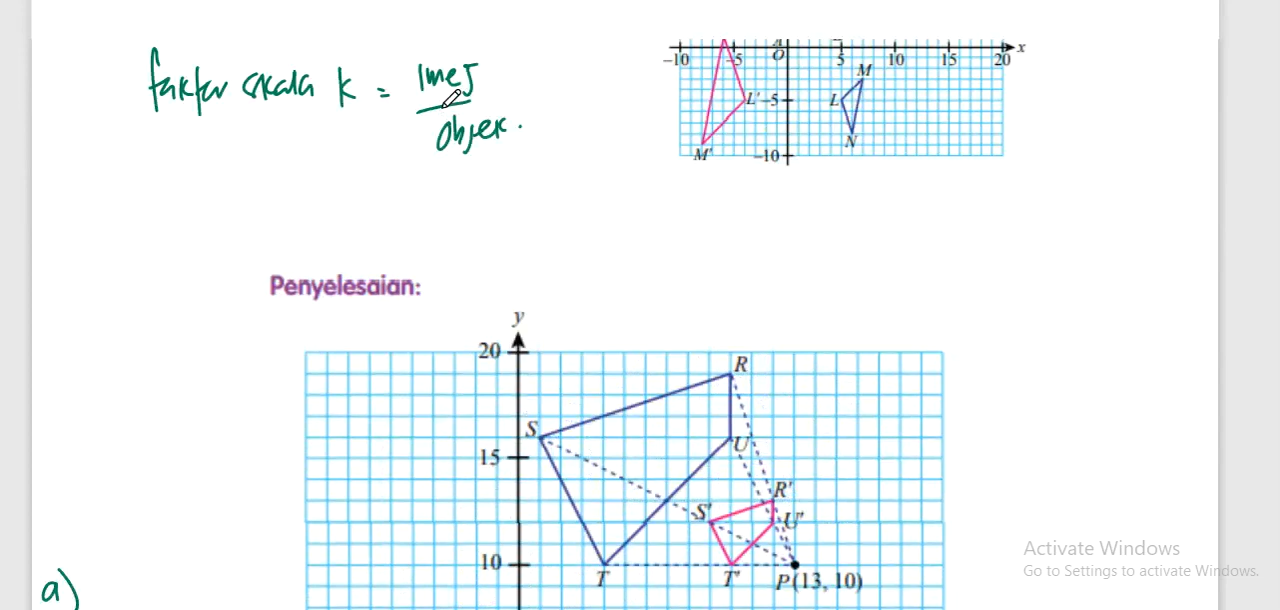 faktor skala k = imej
objek.
-10 -5 O 5 10 15 20 x
M
L' -5 L
N
M' -10
Penyelesaian:
y
20
R
S
U
15
R'
S' U'
10
T T' P(13, 10)
a)
Activate Windows
Go to Settings to activate Windows.